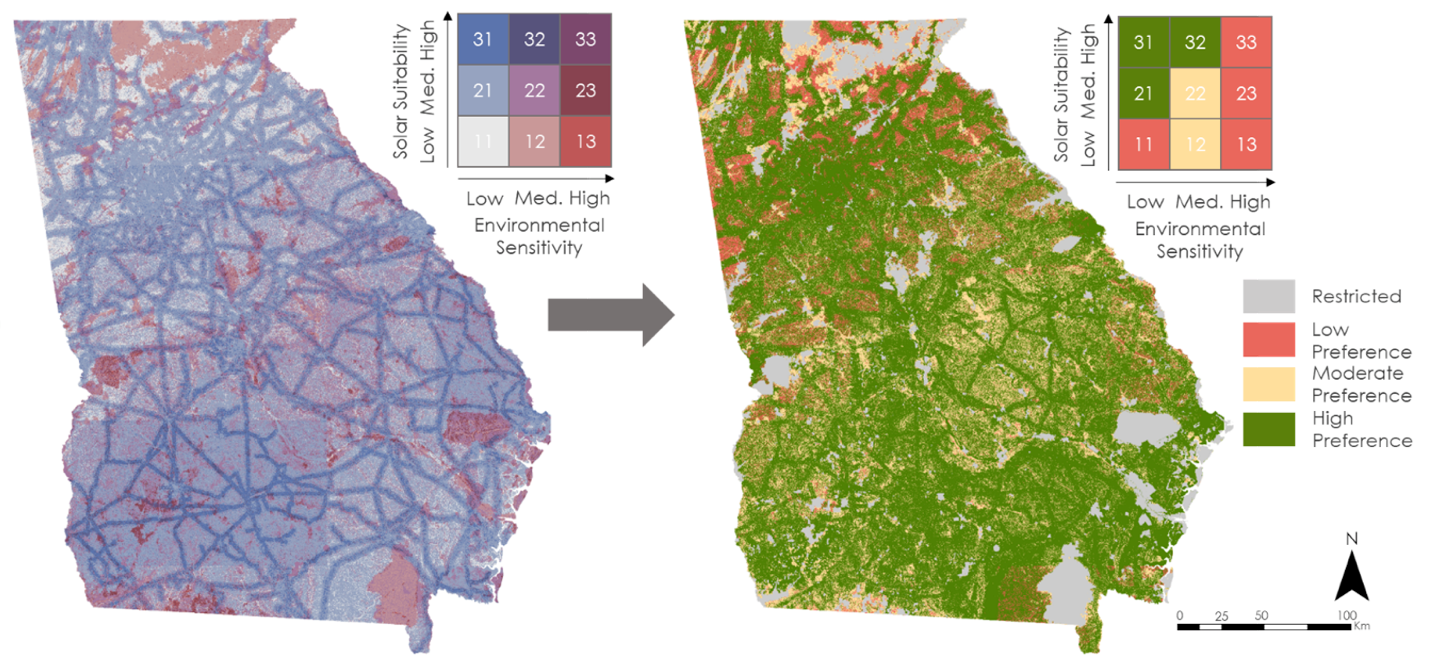 Solar Suitability
Low Med. High
31 32 33
21 22 23
11 12 13
Low Med. High
Environmental
Sensitivity
Solar Suitability
Low Med. High
31 32 33
21 22 23
11 12 13
Low Med. High
Environmental
Sensitivity
Restricted
Low
Preference
Moderate
Preference
High
Preference
N
0 25 50 100
Km